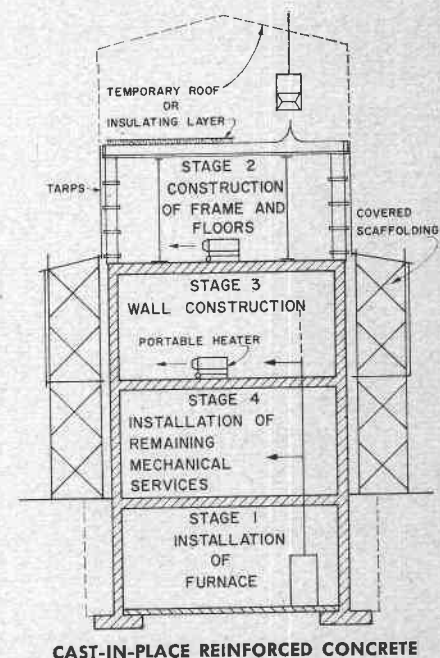 TEMPORARY ROOF
OR
INSULATING LAYER
TARPS
STAGE 2
CONSTRUCTION
OF FRAME AND
FLOORS
COVERED
SCAFFOLDING
STAGE 3
WALL CONSTRUCTION
PORTABLE HEATER
STAGE 4
INSTALLATION OF
REMAINING
MECHANICAL
SERVICES
STAGE I
INSTALLATION
OF
FURNACE
CAST-IN-PLACE REINFORCED CONCRETE